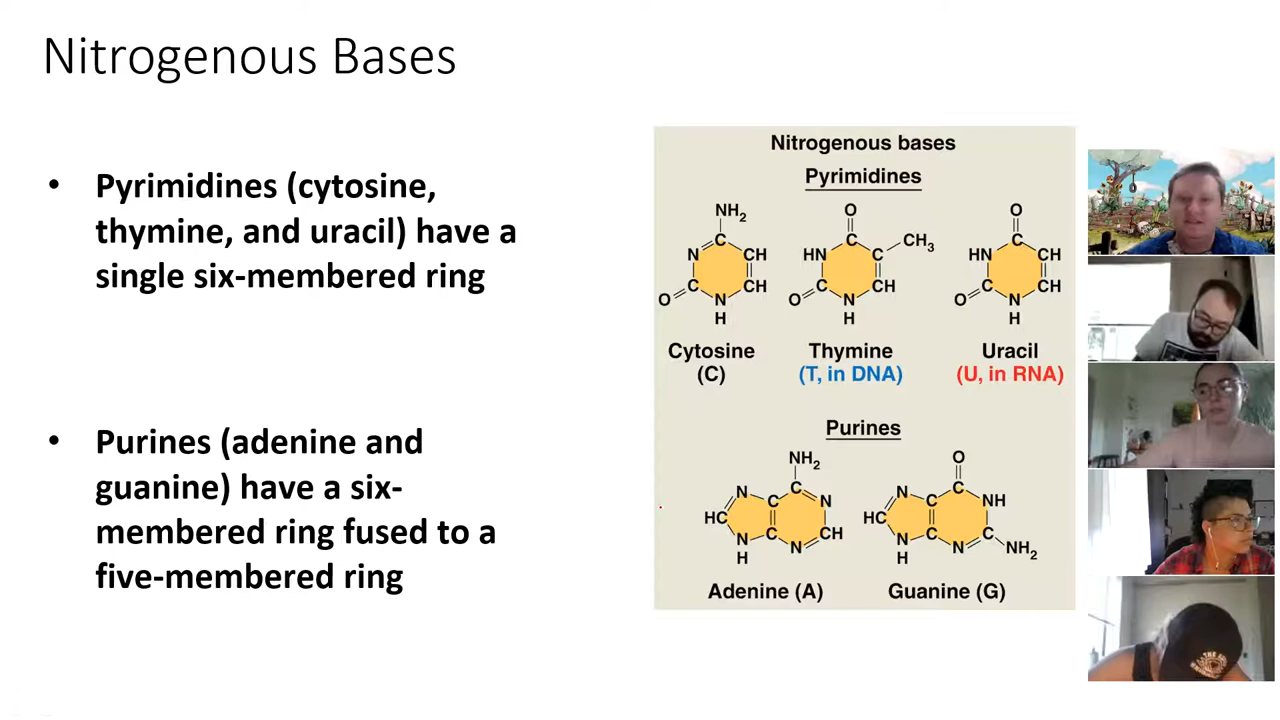 Nitrogenous Bases
• Pyrimidines (cytosine,
thymine, and uracil) have a
single six-membered ring
• Purines (adenine and
guanine) have a six-
membered ring fused to a
five-membered ring
Nitrogenous bases
Pyrimidines
NH2
N
C
CH
CH
C
O
N
H
Cytosine
(C)
O
HN
C
C
CH3
CH
C
O
N
H
Thymine
(T, in DNA)
O
HN
C
CH
CH
C
O
N
H
Uracil
(U, in RNA)
Purines
NH2
N
C
C
N
HC
CH
N
C
N
H
Adenine (A)
O
N
C
C
NH
HC
N
C
N
C
NH2
H
Guanine (G)